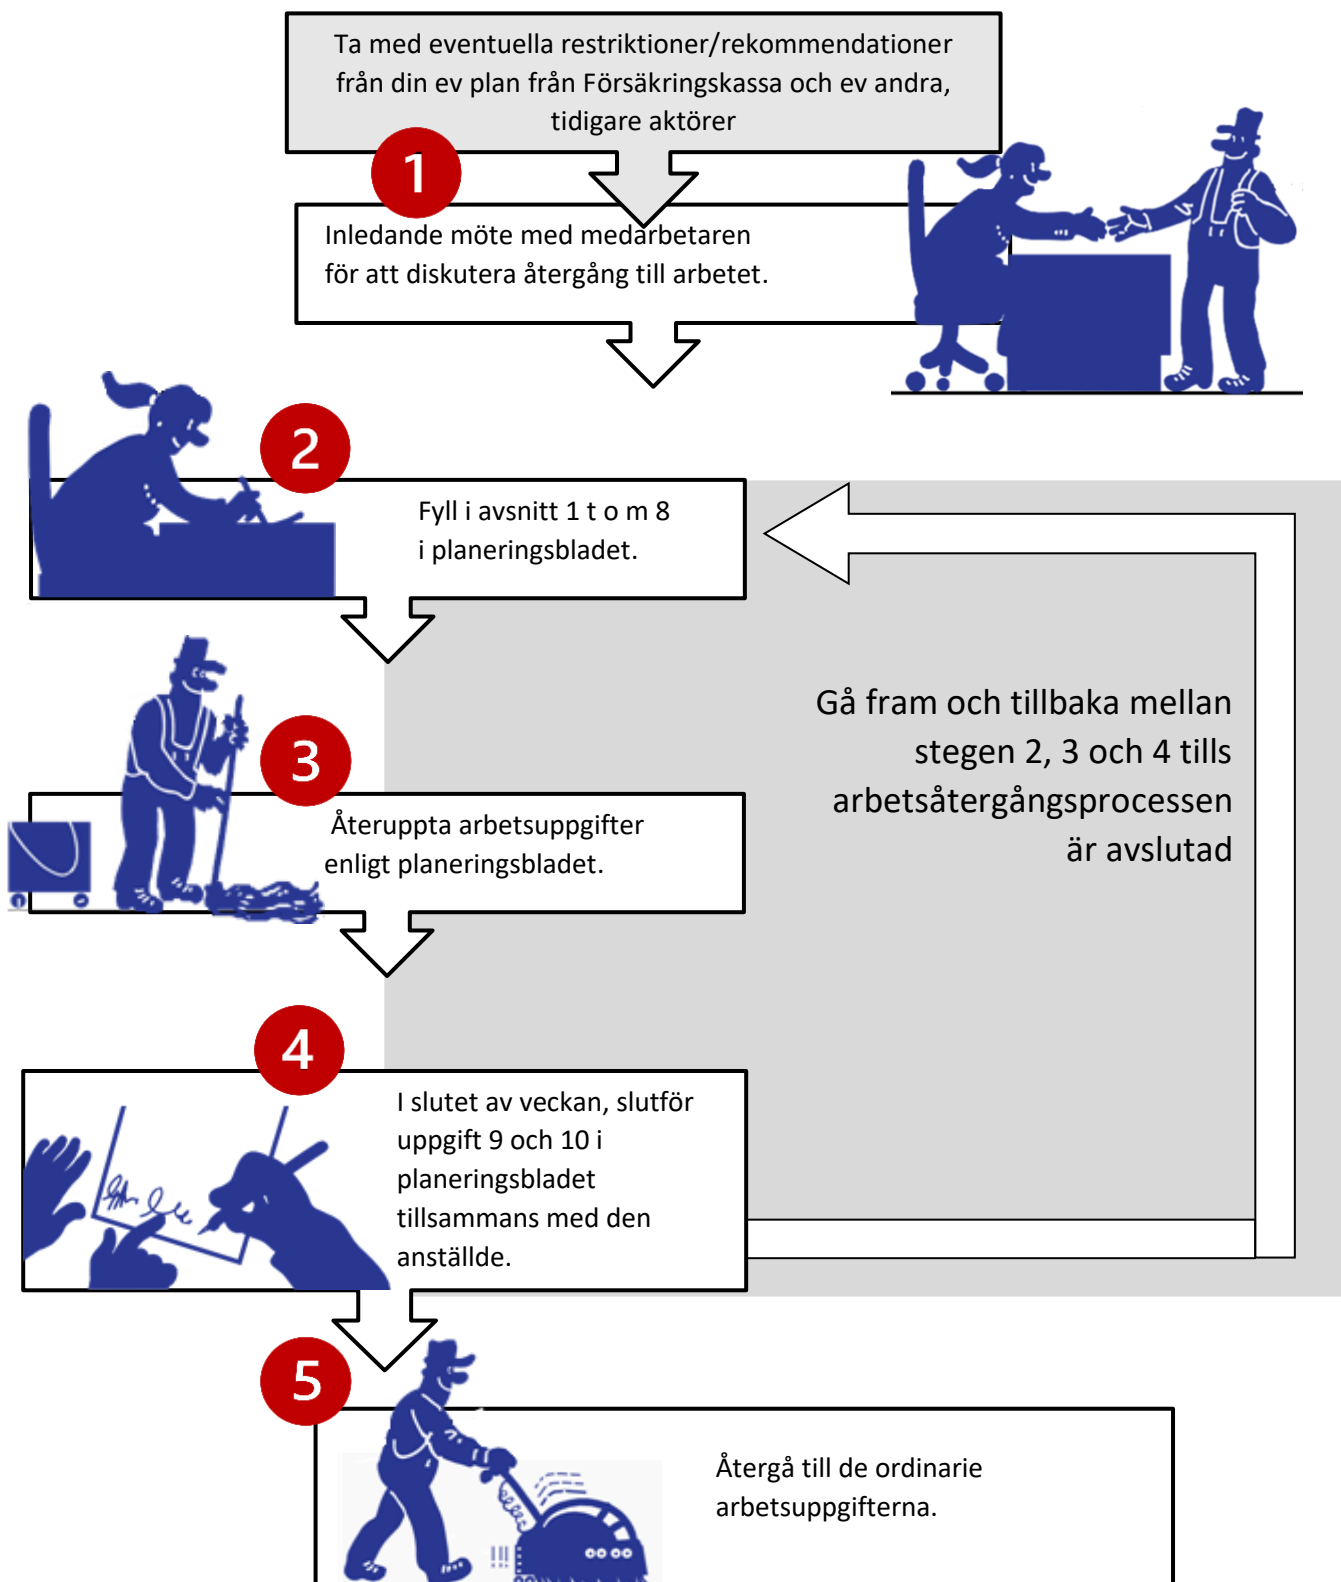 Ta med eventuella restriktioner/rekommendationer
från din ev plan från Försäkringskassa och ev andra,
tidigare aktörer
1
Inledande möte med medarbetaren
för att diskutera återgång till arbetet.
2
Fyll i avsnitt 1 t o m 8
i planeringsbladet.
Gå fram och tillbaka mellan
stegen 2, 3 och 4 tills
arbetsåtergångsprocessen
är avslutad
3
Återuppta arbetsuppgifter
enligt planeringsbladet.
4
I slutet av veckan, slutför
uppgift 9 och 10 i
planeringsbladet
tillsammans med den
anställde.
5
Återgå till de ordinarie
arbetsuppgifterna.